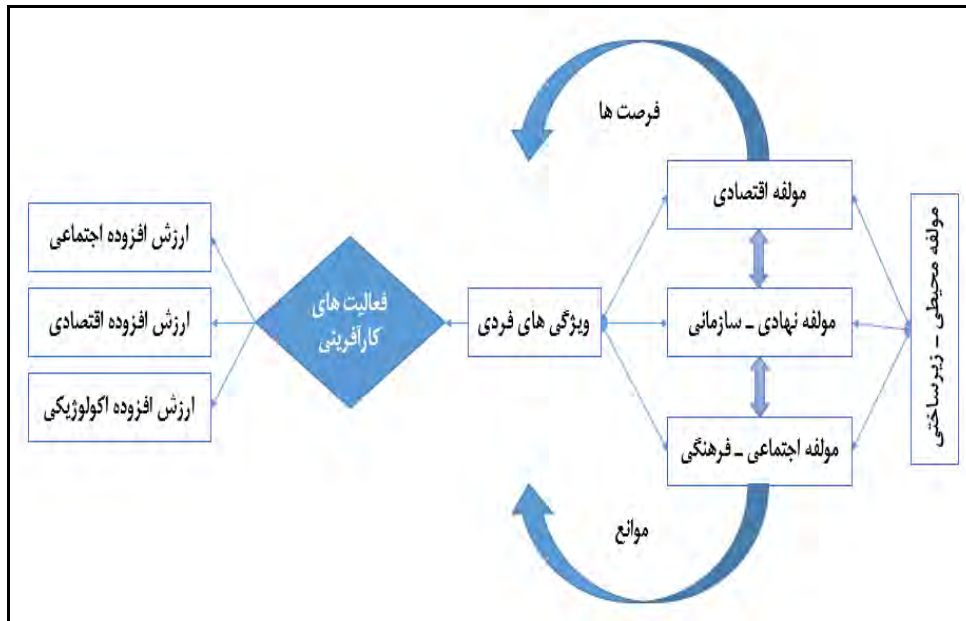 فرصت ها
مولفه اقتصادی
مولفه محیطی – زیرساختی
ارزش افزوده اجتماعی
فعالیت های
کارآفرینی
ویژگی های فردی
مولفه نهادی – سازمانی
ارزش افزوده اقتصادی
ارزش افزوده اکولوژیکی
مولفه اجتماعی – فرهنگی
موانع